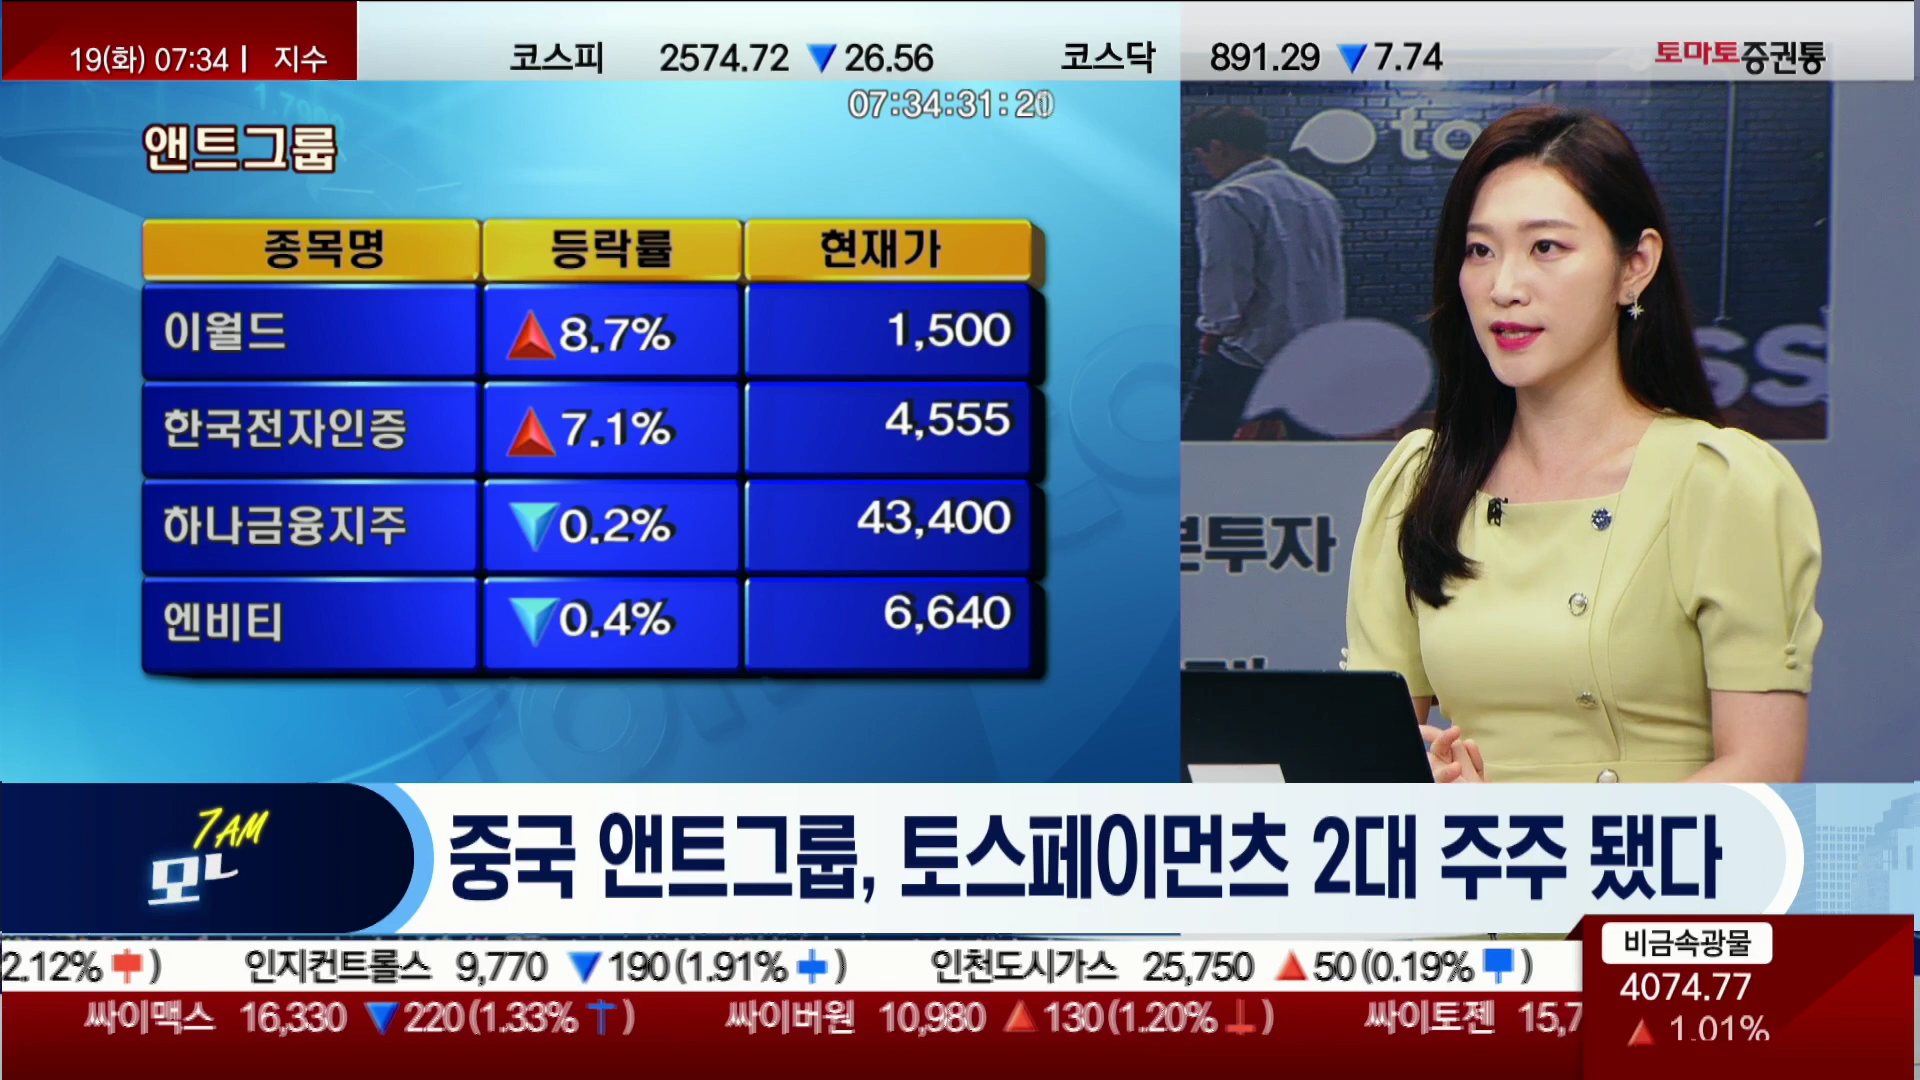 19(화) 07:34 | 지수 코스피 2574.72 ▼ 26.56 코스닥 891.29 ▼ 7.74 토마토증권통
07:34:31:20
앤트그룹
종목명 등락률 현재가
이월드 ▲8.7% 1,500
한국전자인증 ▲7.1% 4,555
하나금융지주 ▼0.2% 43,400
엔비티 ▼0.4% 6,640
투자
7AM
모닝
중국 앤트그룹, 토스페이먼츠 2대 주주 됐다
2.12% ) 인지컨트롤스 9,770 ▼190(1.91% ) 인천도시가스 25,750 ▲50(0.19% )
싸이맥스 16,330 ▼220(1.33% ↑) 싸이버원 10,980 ▲130(1.20% ↓) 싸이토젠 15,7
비금속광물
4074.77
▲ 1.01%